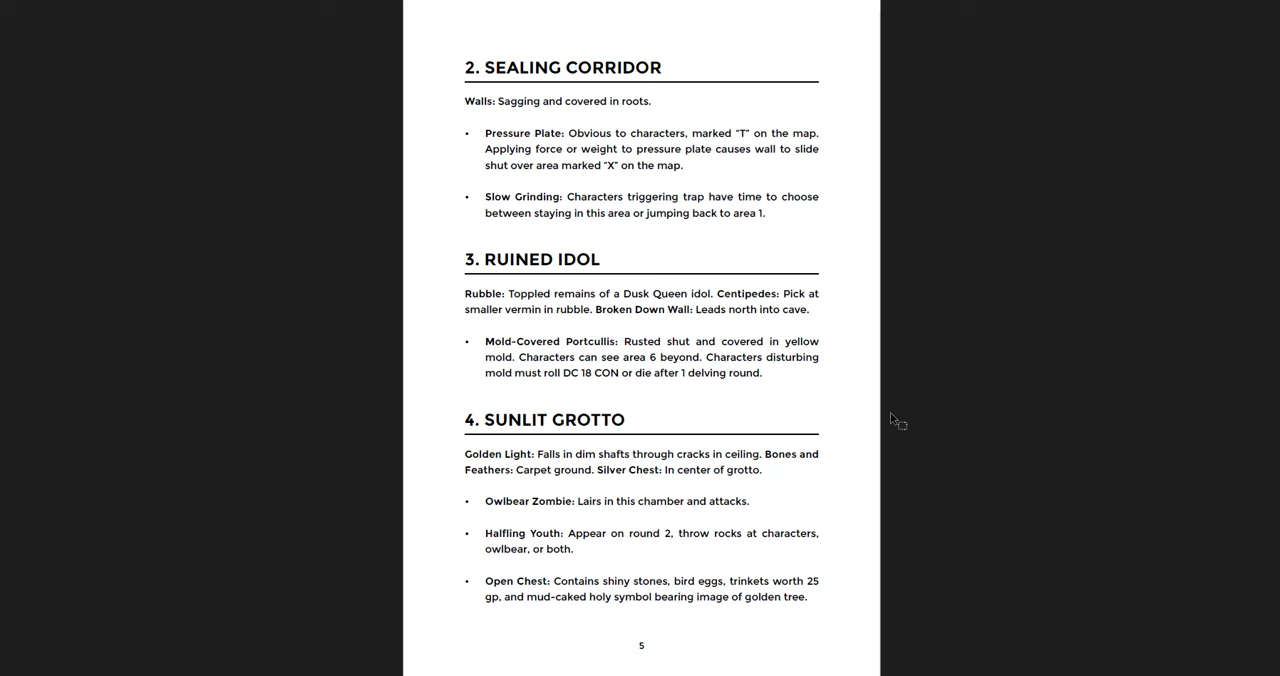 2. SEALING CORRIDOR
Walls: Sagging and covered in roots.
• Pressure Plate: Obvious to characters, marked “T” on the map.
Applying force or weight to pressure plate causes wall to slide
shut over area marked “X” on the map.
• Slow Grinding: Characters triggering trap have time to choose
between staying in this area or jumping back to area 1.
3. RUINED IDOL
Rubble: Toppled remains of a Dusk Queen idol. Centipedes: Pick at
smaller vermin in rubble. Broken Down Wall: Leads north into cave.
• Mold-Covered Portcullis: Rusted shut and covered in yellow
mold. Characters can see area 6 beyond. Characters disturbing
mold must roll DC 18 CON or die after 1 delving round.
4. SUNLIT GROTTO
Golden Light: Falls in dim shafts through cracks in ceiling. Bones and
Feathers: Carpet ground. Silver Chest: In center of grotto.
• Owlbear Zombie: Lairs in this chamber and attacks.
• Halfling Youth: Appear on round 2, throw rocks at characters,
owlbear, or both.
• Open Chest: Contains shiny stones, bird eggs, trinkets worth 25
gp, and mud-caked holy symbol bearing image of golden tree.
5